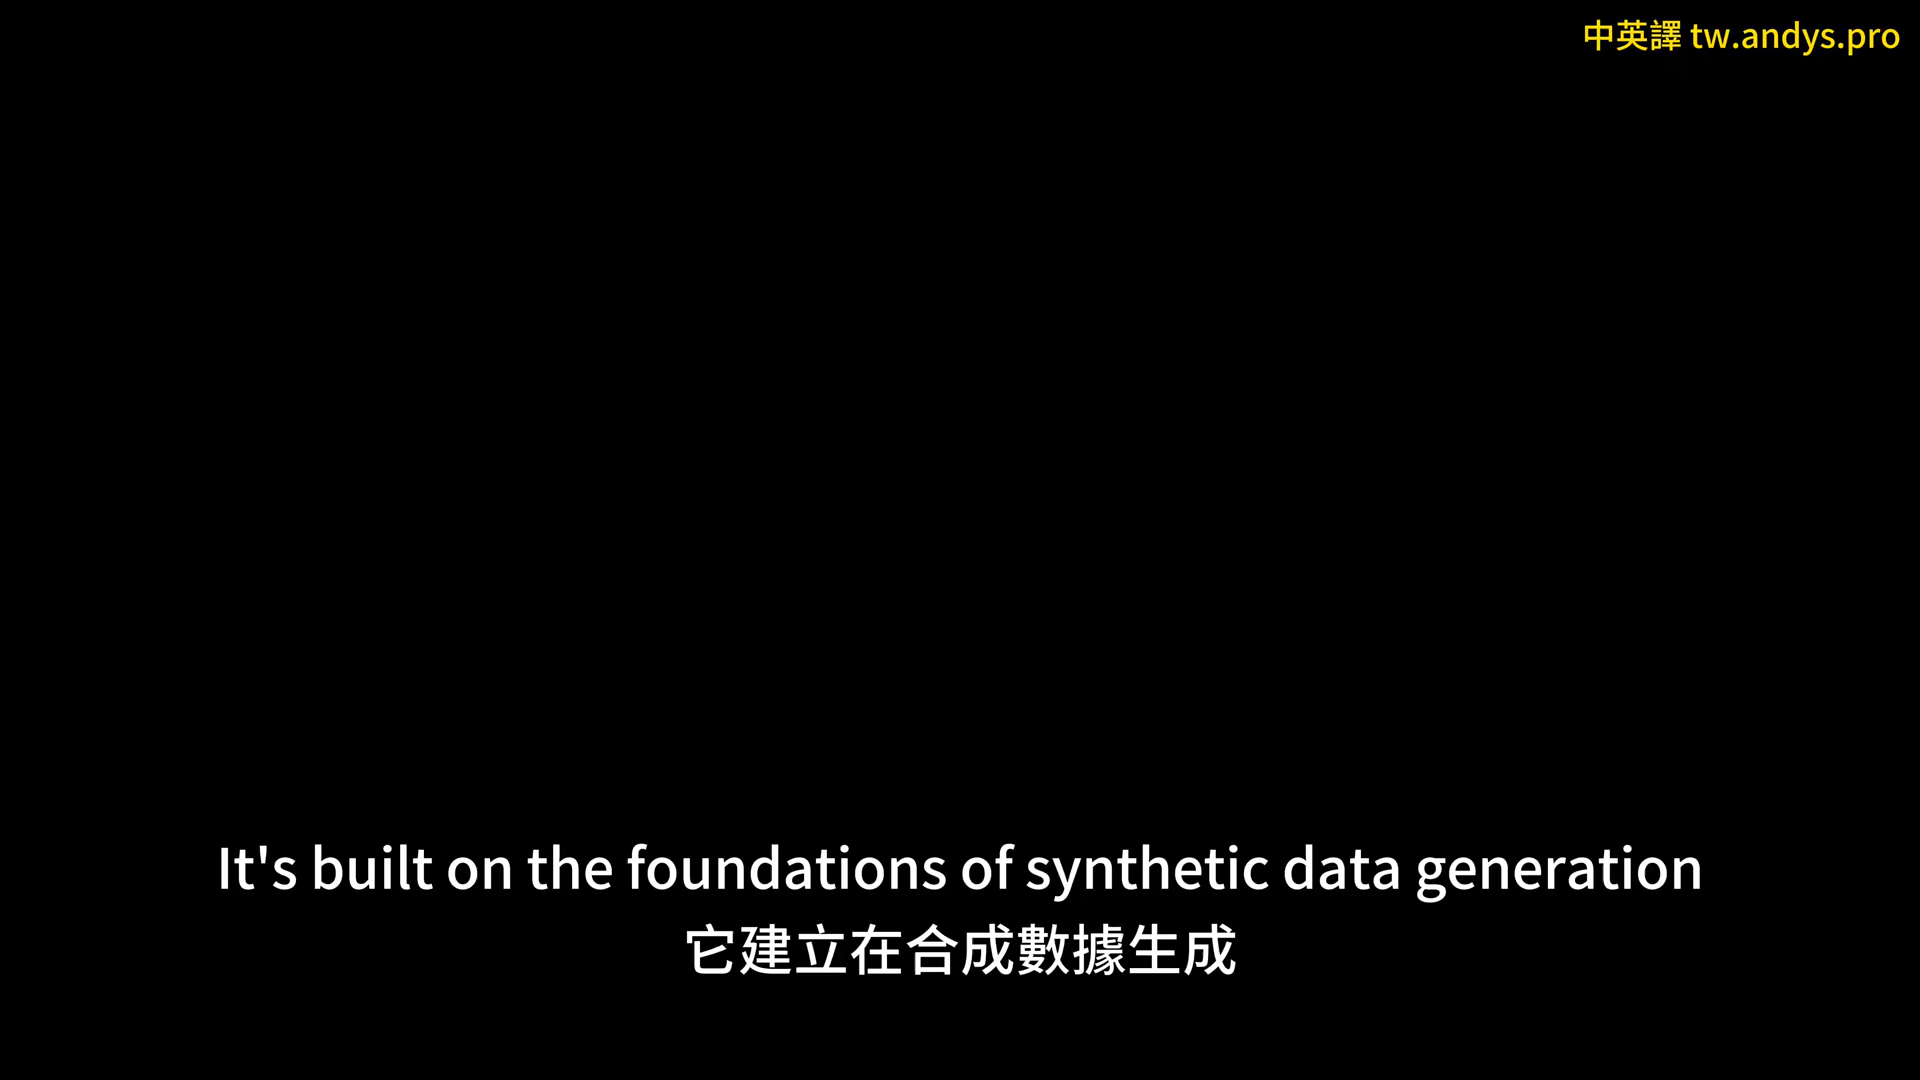 中英譯 tw.andys.pro
It's built on the foundations of synthetic data generation
它建立在合成數據生成